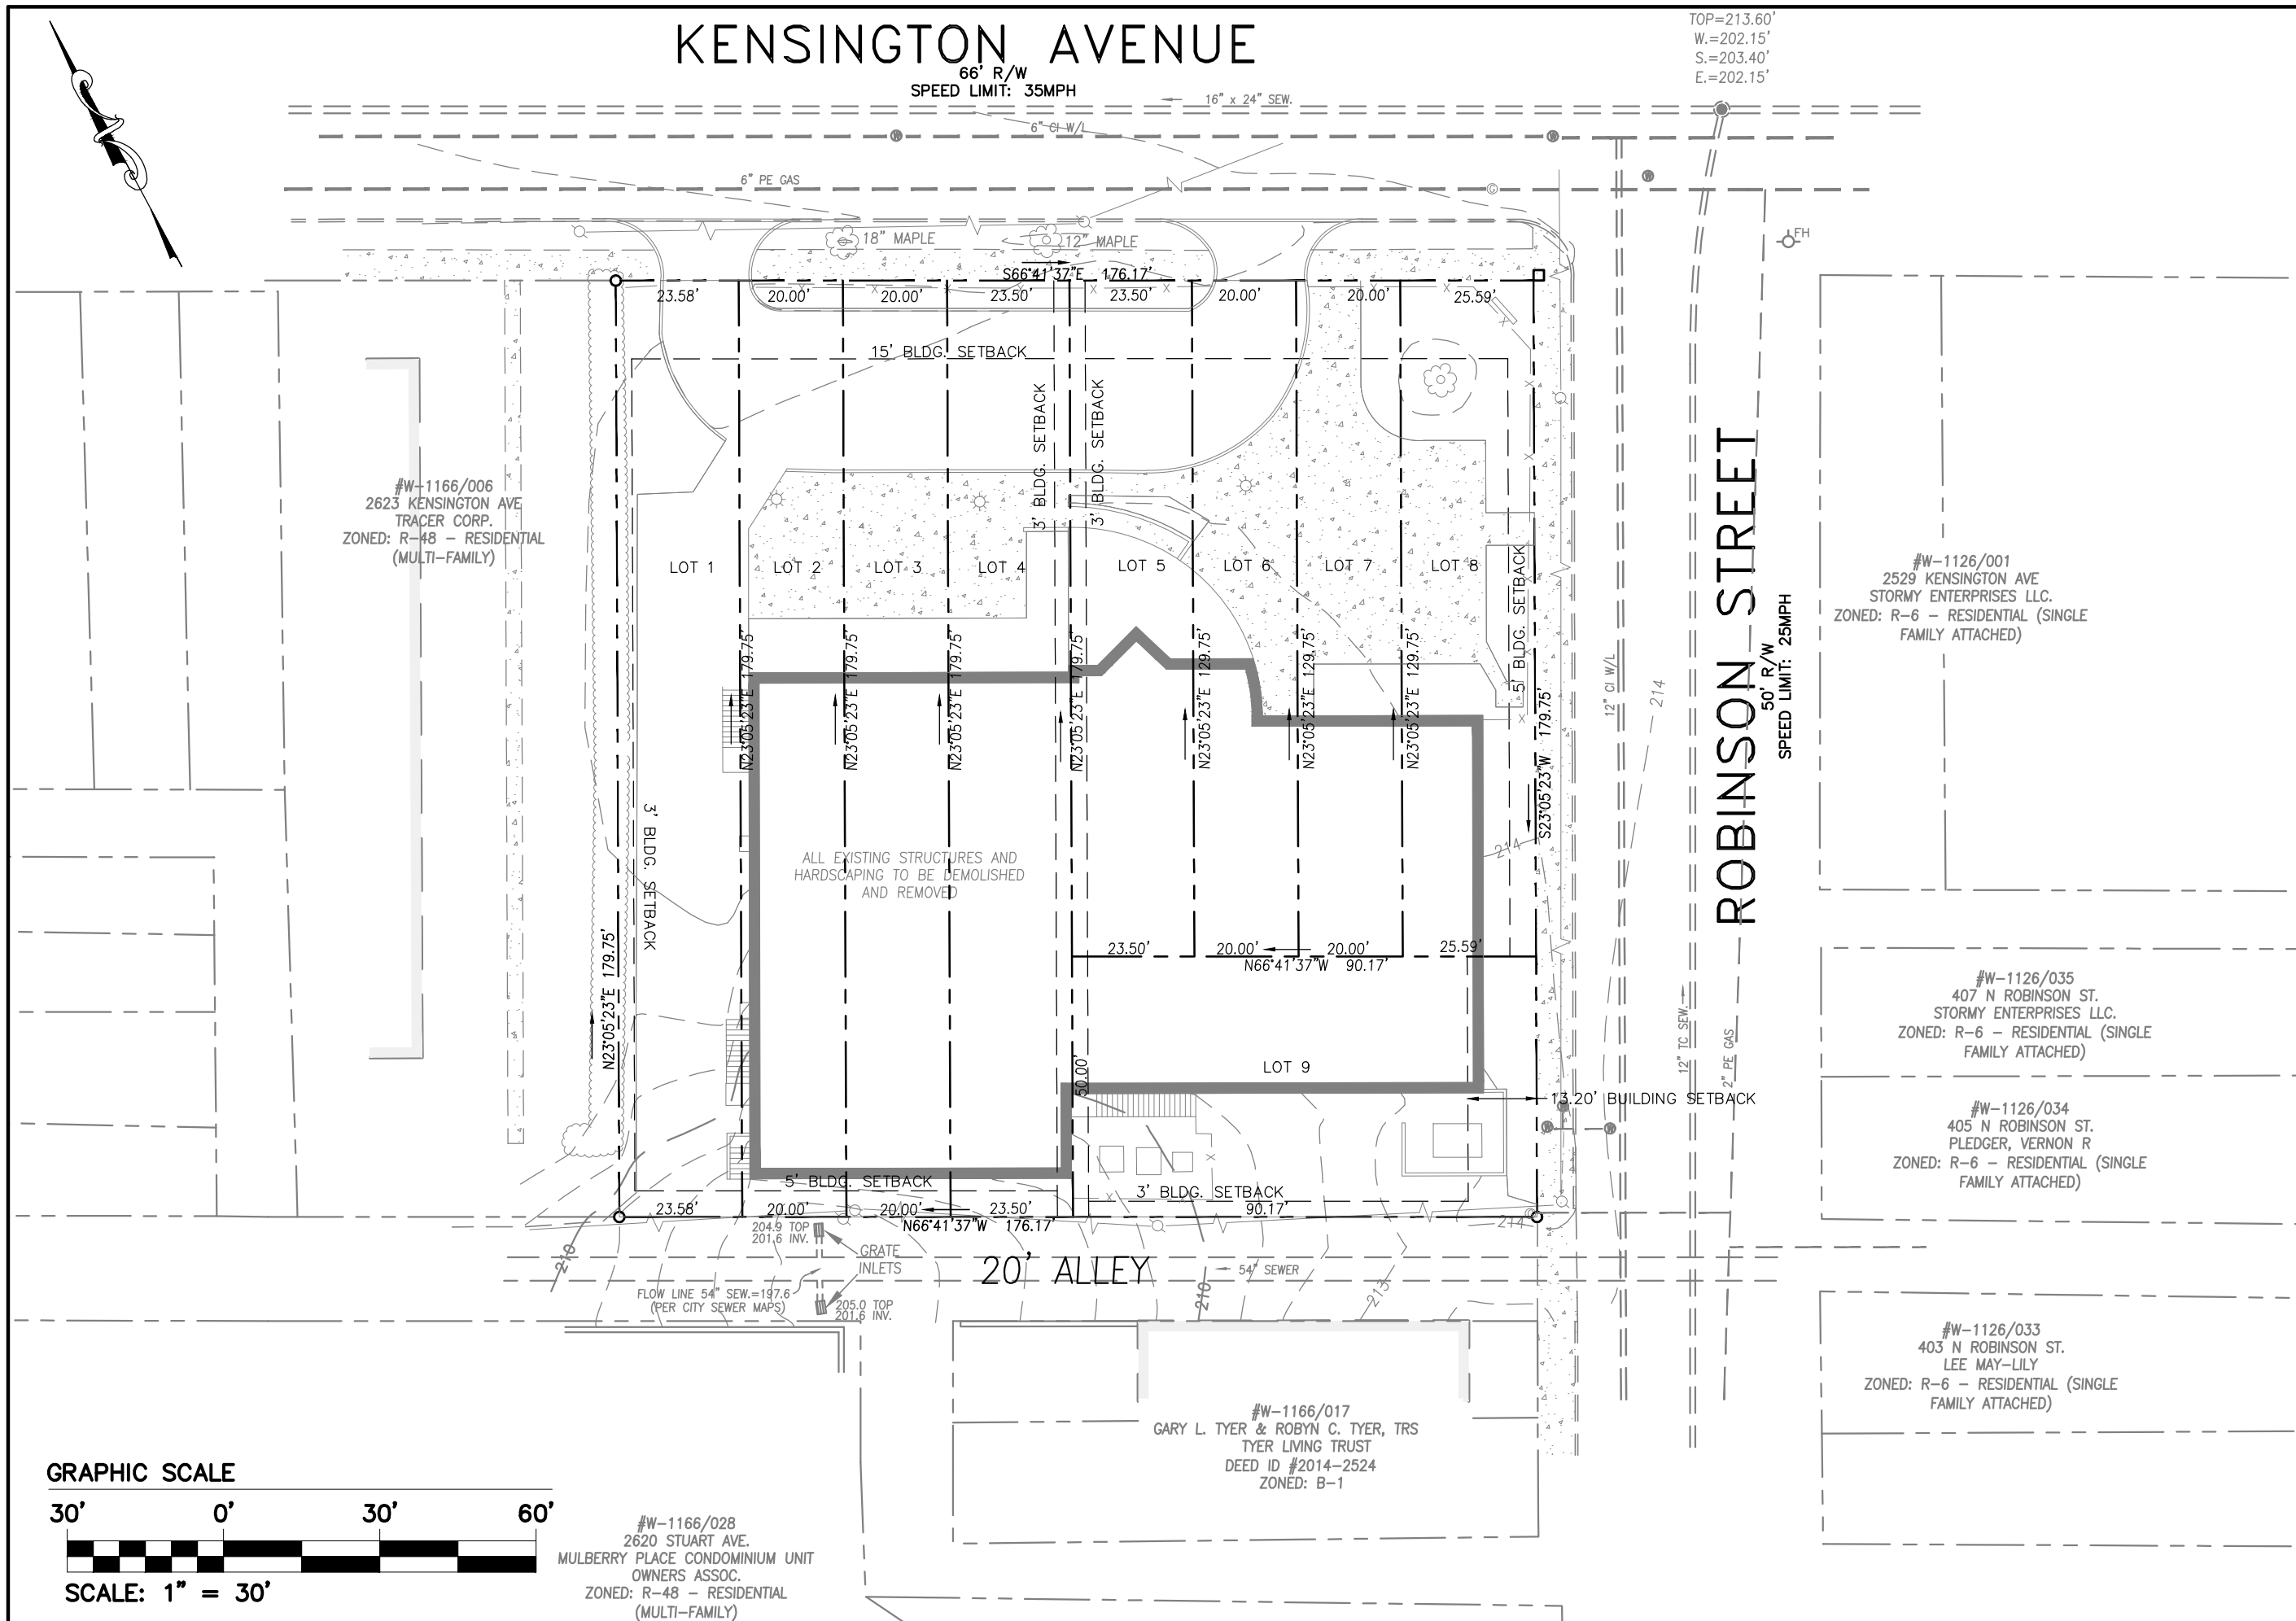 KENSINGTON AVENUE
66' R/W
SPEED LIMIT: 35MPH
TOP=213.60'
W.=202.15'
S.=203.40'
E.=202.15'
16" x 24" SEW.
6" CI W/L
6" PE GAS
FH
18" MAPLE
12" MAPLE
S66°41'37"E 176.17'
23.58'
20.00'
20.00'
23.50'
23.50'
20.00'
20.00'
25.59'
15' BLDG. SETBACK
3' BLDG. SETBACK
3' BLDG. SETBACK
#W-1166/006
2623 KENSINGTON AVE
TRACER CORP.
ZONED: R-48 - RESIDENTIAL
(MULTI-FAMILY)
LOT 1
LOT 2
LOT 3
LOT 4
LOT 5
LOT 6
LOT 7
LOT 8
5' BLDG. SETBACK
ROBINSON STREET
50' R/W
SPEED LIMIT: 25MPH
#W-1126/001
2529 KENSINGTON AVE
STORMY ENTERPRISES LLC.
ZONED: R-6 - RESIDENTIAL (SINGLE
FAMILY ATTACHED)
N23°05'23"E 179.75'
N23°05'23"E 179.75'
N23°05'23"E 179.75'
N23°05'23"E 179.75'
N23°05'23"E 129.75'
N23°05'23"E 129.75'
N23°05'23"E 129.75'
S23°05'23"W 179.75'
12" CI W/L
214
214
3' BLDG. SETBACK
ALL EXISTING STRUCTURES AND
HARDSCAPING TO BE DEMOLISHED
AND REMOVED
N23°05'23"E 179.75'
23.50'
20.00'
20.00'
25.59'
N66°41'37"W 90.17'
#W-1126/035
407 N ROBINSON ST.
STORMY ENTERPRISES LLC.
ZONED: R-6 - RESIDENTIAL (SINGLE
FAMILY ATTACHED)
12" TC SEW.
2" PE GAS
50.00'
LOT 9
13.20' BUILDING SETBACK
#W-1126/034
405 N ROBINSON ST.
PLEDGER, VERNON R
ZONED: R-6 - RESIDENTIAL (SINGLE
FAMILY ATTACHED)
5' BLDG. SETBACK
3' BLDG. SETBACK
23.58'
20.00'
20.00'
23.50'
90.17'
N66°41'37"W 176.17'
214
204.9 TOP
201.6 INV.
GRATE
INLETS
20' ALLEY
54" SEWER
210
210
213
FLOW LINE 54" SEW.=197.6
(PER CITY SEWER MAPS)
205.0 TOP
201.6 INV.
#W-1126/033
403 N ROBINSON ST.
LEE MAY-LILY
ZONED: R-6 - RESIDENTIAL (SINGLE
FAMILY ATTACHED)
#W-1166/017
GARY L. TYER & ROBYN C. TYER, TRS
TYER LIVING TRUST
DEED ID #2014-2524
ZONED: B-1
GRAPHIC SCALE
30' 0' 30' 60'
SCALE: 1" = 30'
#W-1166/028
2620 STUART AVE.
MULBERRY PLACE CONDOMINIUM UNIT
OWNERS ASSOC.
ZONED: R-48 - RESIDENTIAL
(MULTI-FAMILY)